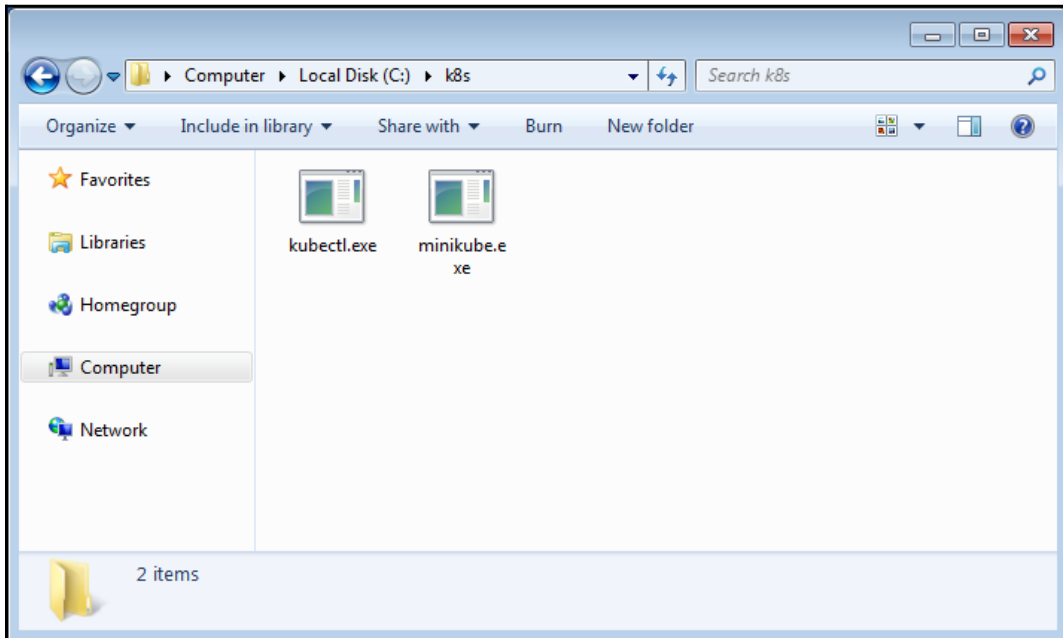 Computer Local Disk (C:) k8s Search k8s
Organize Include in library Share with Burn New folder
Favorites
Libraries
Homegroup
Computer
Network
kubectl.exe
minikube.e
xe
2 items